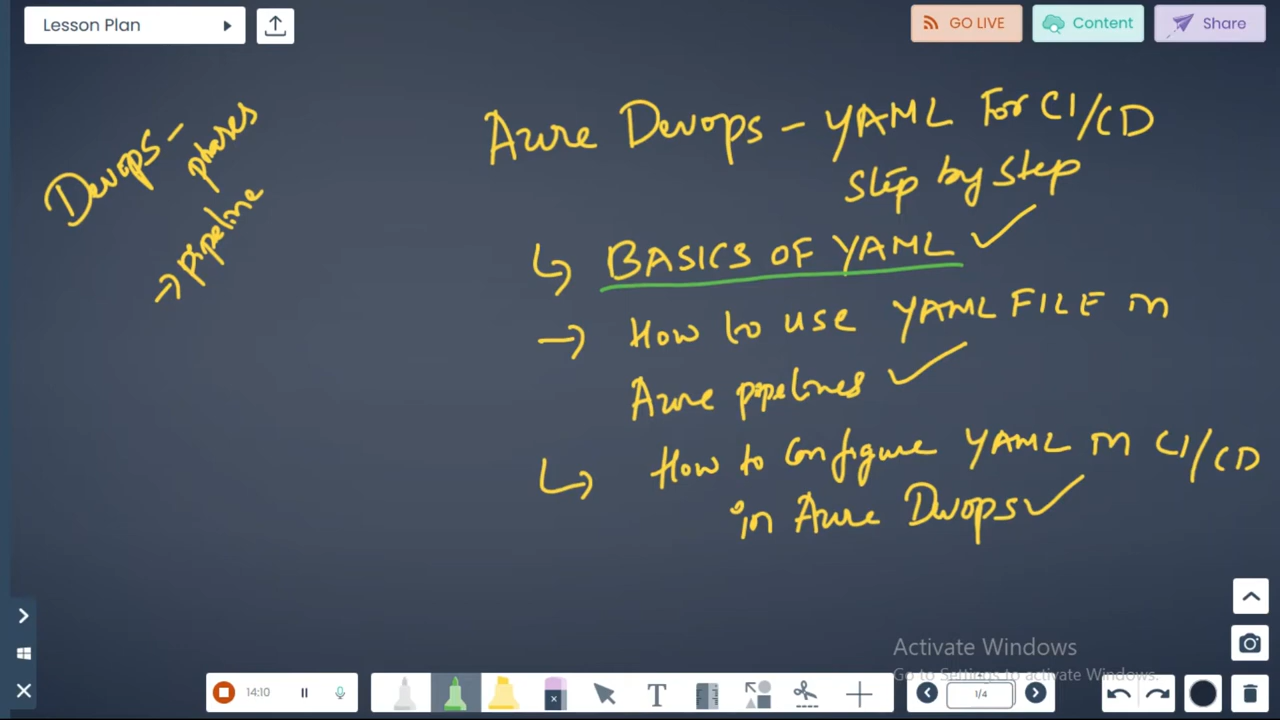 Lesson Plan
GO LIVE
Content
Share
Devops -
phases
→ pipeline
Azure Devops - YAML For CI/CD
Step by Step
↳ BASICS OF YAML ✓
→ How to use YAML FILE in
Azure pipelines ✓
↳ How to Configure YAML in CI/CD
in Azure Devops ✓
Activate Windows
Go to Settings to activate Windows.
14:10
T
1/4